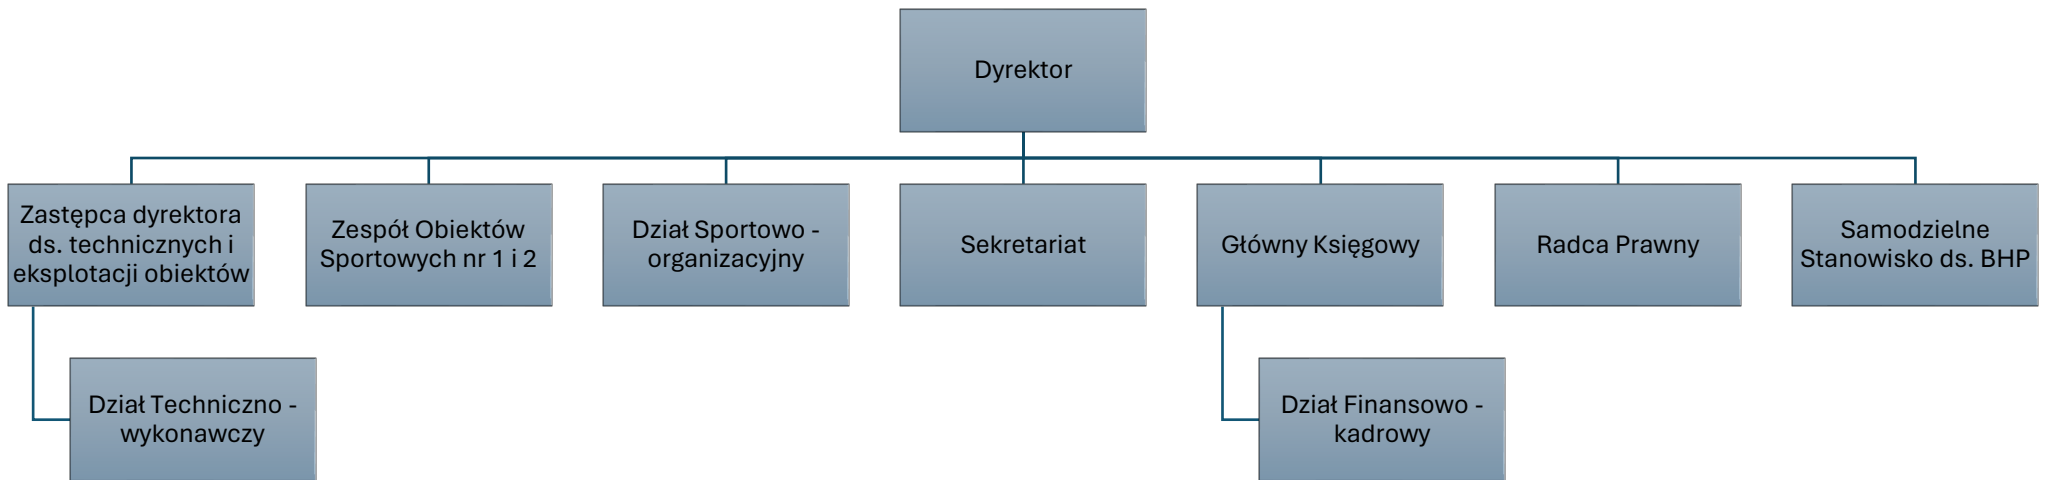 Dyrektor
Zastępca dyrektora
ds. technicznych i
eksplotacji obiektów
Zespół Obiektów
Sportowych nr 1 i 2
Dział Sportowo -
organizacyjny
Sekretariat
Główny Księgowy
Radca Prawny
Samodzielne
Stanowisko ds. BHP
Dział Techniczno -
wykonawczy
Dział Finansowo -
kadrowy